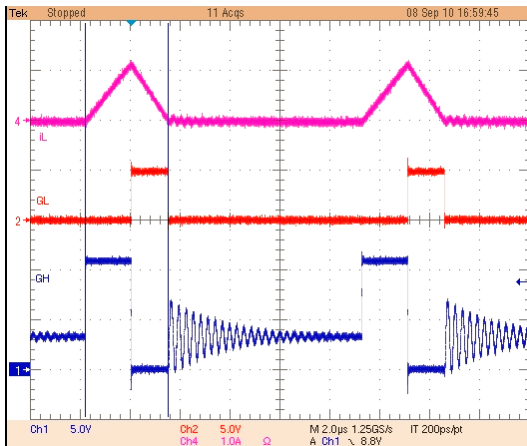 Tek Stopped 11 Acqs 08 Sep 10 16:59:45
4
iL
GL
2
GH
1
Ch1 5.0V Ch2 5.0V M 2.0µs 1.25GS/s IT 200ps/pt
Ch4 1.0A Ω A Ch1 ↘ 8.8V